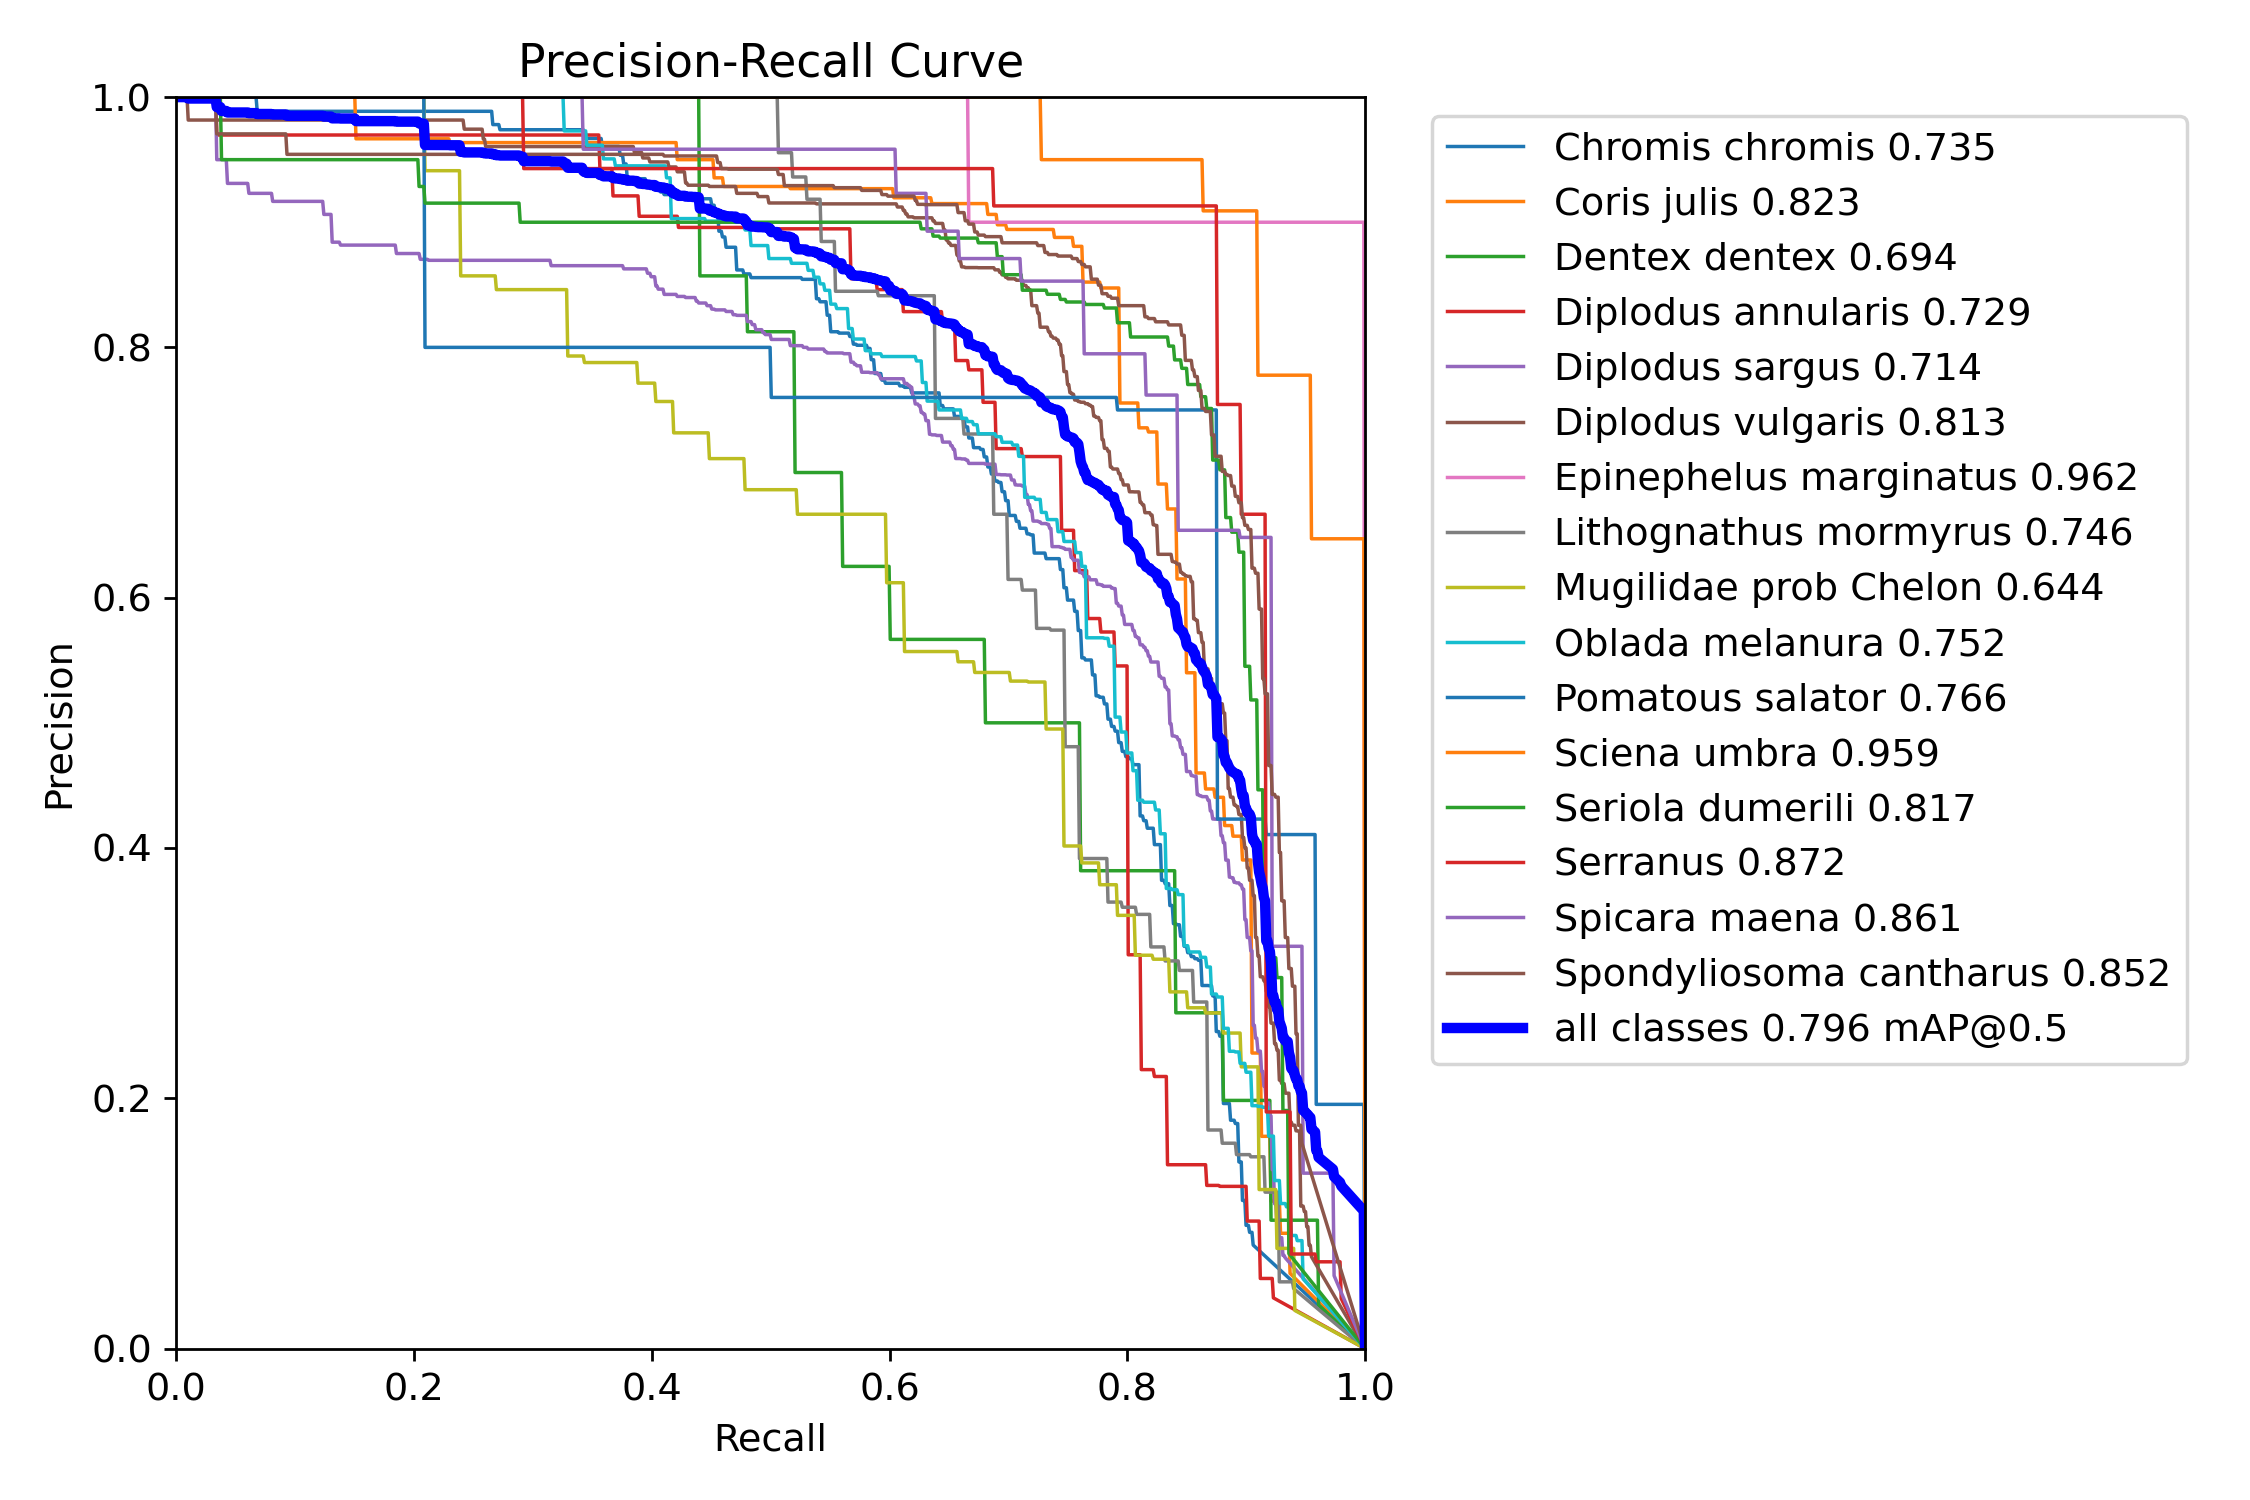 Precision-Recall Curve
1.0
0.8
0.6
0.4
0.2
0.0
Precision
0.0 0.2 0.4 0.6 0.8 1.0
Recall
Chromis chromis 0.735
Coris julis 0.823
Dentex dentex 0.694
Diplodus annularis 0.729
Diplodus sargus 0.714
Diplodus vulgaris 0.813
Epinephelus marginatus 0.962
Lithognathus mormyrus 0.746
Mugilidae prob Chelon 0.644
Oblada melanura 0.752
Pomatous salator 0.766
Sciena umbra 0.959
Seriola dumerili 0.817
Serranus 0.872
Spicara maena 0.861
Spondyliosoma cantharus 0.852
all classes 0.796 mAP@0.5